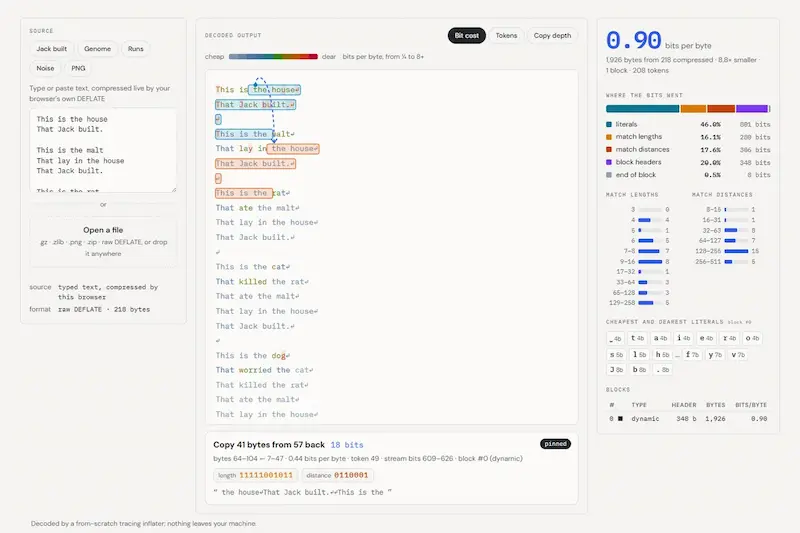 SOURCE
Jack built
Genome
Runs
Noise
PNG
Type or paste text, compressed live by your
browser's own DEFLATE
This is the house
That Jack built.
This is the malt
That lay in the house
That Jack built.
This is the rat
or
Open a file
gz · .zlib · .png · .zip · raw DEFLATE, or drop
it anywhere
source typed text, compressed by
this browser
format raw DEFLATE · 218 bytes
DECODED OUTPUT
Bit cost
Tokens
Copy depth
cheap
dear · bits per byte, from ¼ to 8+
This is the house↵
That Jack built.↵
↵
This is the malt
That lay in the house↵
That Jack built.↵
↵
This is the rat↵
That ate the malt↵
That lay in the house↵
That Jack built.↵
↵
This is the cat↵
That killed the rat↵
That ate the malt↵
That lay in the house↵
That Jack built.↵
↵
This is the dog↵
That worried the cat↵
That killed the rat↵
That ate the malt↵
That lay in the house↵
Copy 41 bytes from 57 back 18 bits
pinned
bytes 64–104 ← 7–47 · 0.44 bits per byte · token 49 · stream bits 609–626 · block #0 (dynamic)
length 11111001011
distance 0110001
" the house↵That Jack built.↵↵This is the "
0.90 bits per byte
1,926 bytes from 218 compressed · 8.8× smaller
1 block · 208 tokens
WHERE THE BITS WENT
literals 46.0% 801 bits
match lengths 16.1% 280 bits
match distances 17.6% 306 bits
block headers 20.0% 348 bits
end of block 0.5% 8 bits
MATCH LENGTHS
3 0
4 4
5 1
6 5
7–8 7
9–16 8
17–32 1
33–64 2
65–128 3
129–258 5
MATCH DISTANCES
8–15 1
16–31 1
32–63 8
64–127 7
128–255 15
256–511 5
CHEAPEST AND DEAREST LITERALS block #0
␣ 4b t 4b a 4b i 4b e 4b r 4b o 4b
s 5b l 5b h 5b … f 7b y 7b v 7b
J 8b b 8b . 8b
BLOCKS
# TYPE HEADER BYTES BITS/BYTE
0 dynamic 348 b 1,926 0.90
Decoded by a from-scratch tracing inflater; nothing leaves your machine.